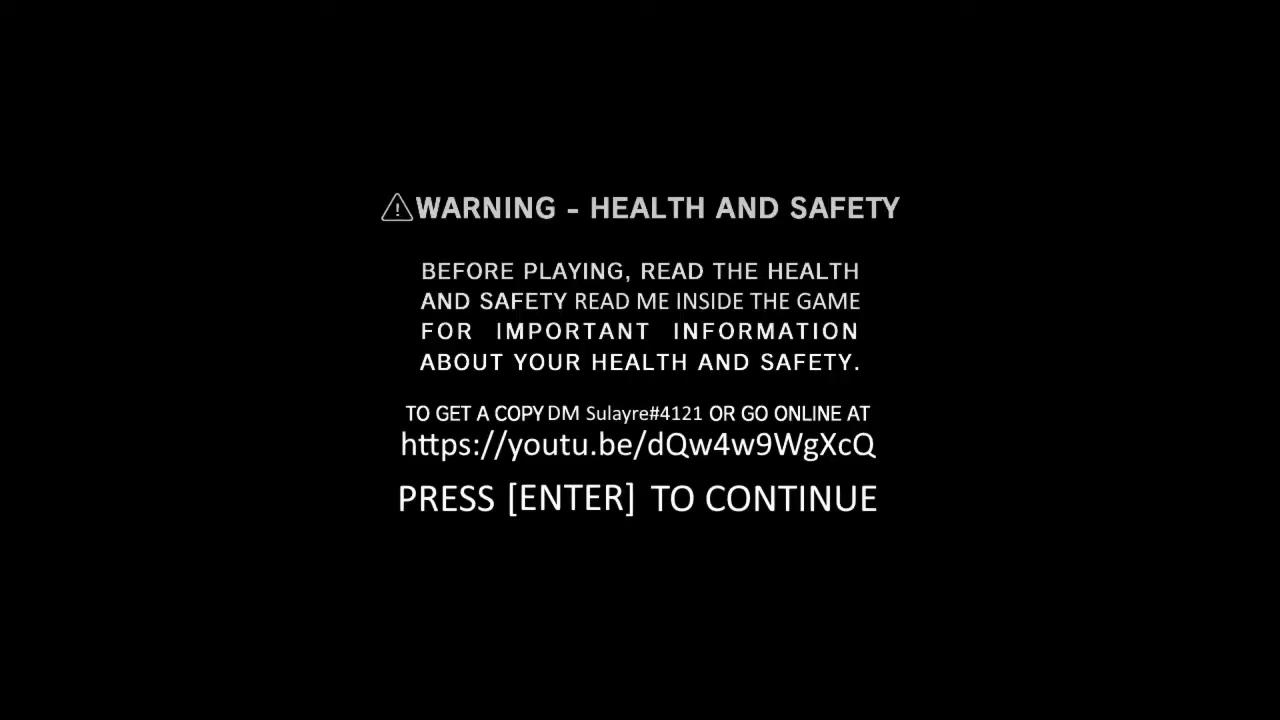 ⚠WARNING - HEALTH AND SAFETY
BEFORE PLAYING, READ THE HEALTH
AND SAFETY READ ME INSIDE THE GAME
FOR IMPORTANT INFORMATION
ABOUT YOUR HEALTH AND SAFETY.
TO GET A COPY DM Sulayre#4121 OR GO ONLINE AT
https://youtu.be/dQw4w9WgXcQ
PRESS [ENTER] TO CONTINUE